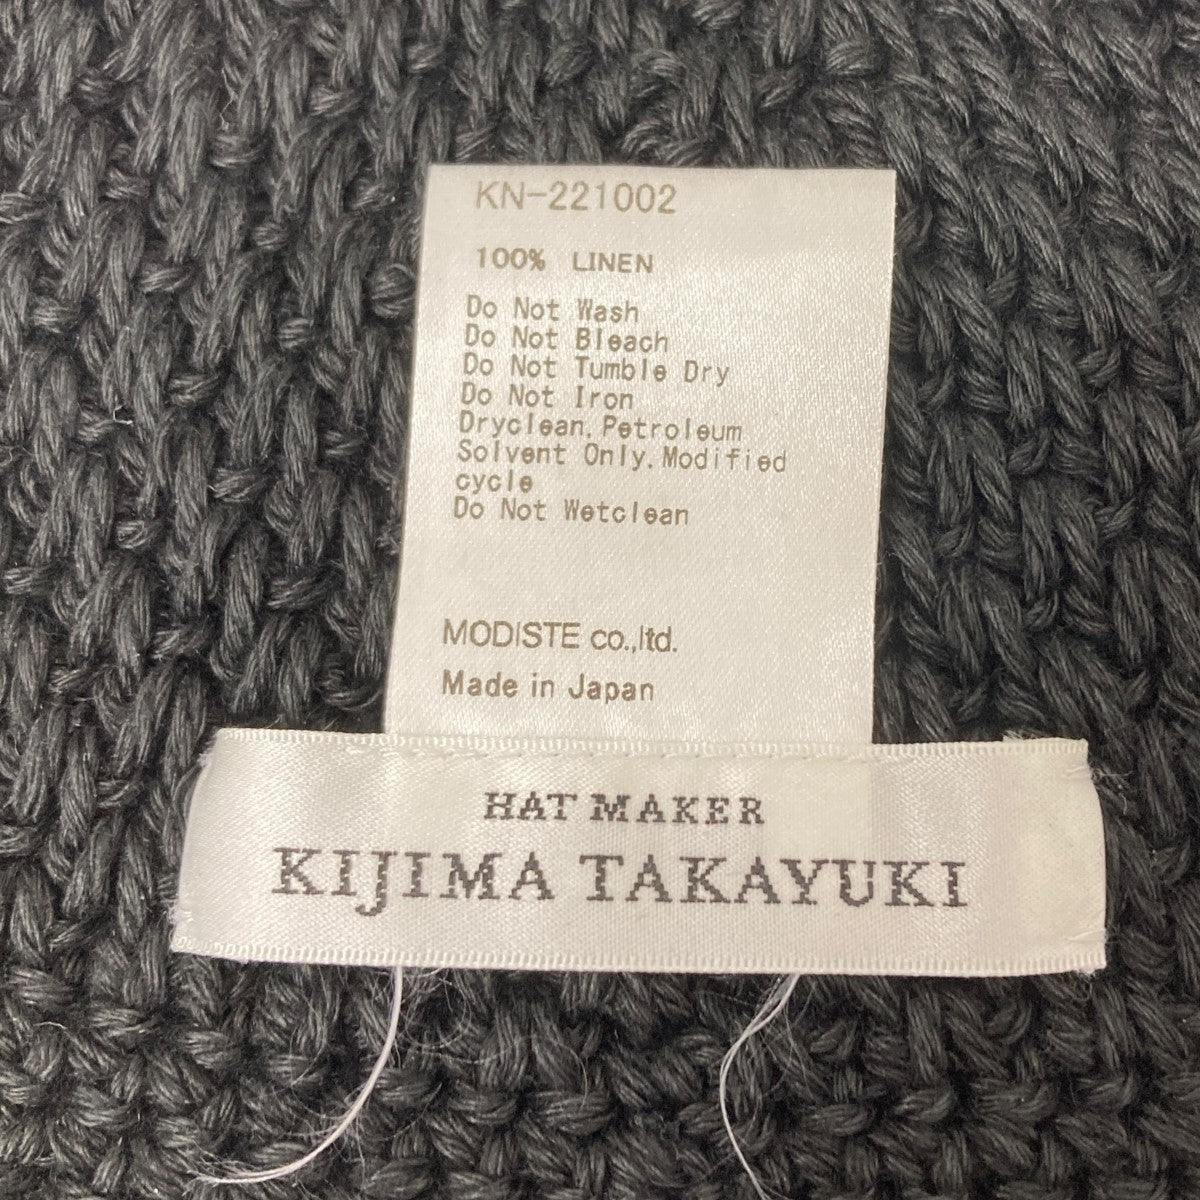 KN-221002
100% LINEN
Do Not Wash
Do Not Bleach
Do Not Tumble Dry
Do Not Iron
Dryclean, Petroleum
Solvent Only, Modified
cycle
Do Not Wetclean
MODISTE co.,ltd.
Made in Japan
HAT MAKER
KIJIMA TAKAYUKI